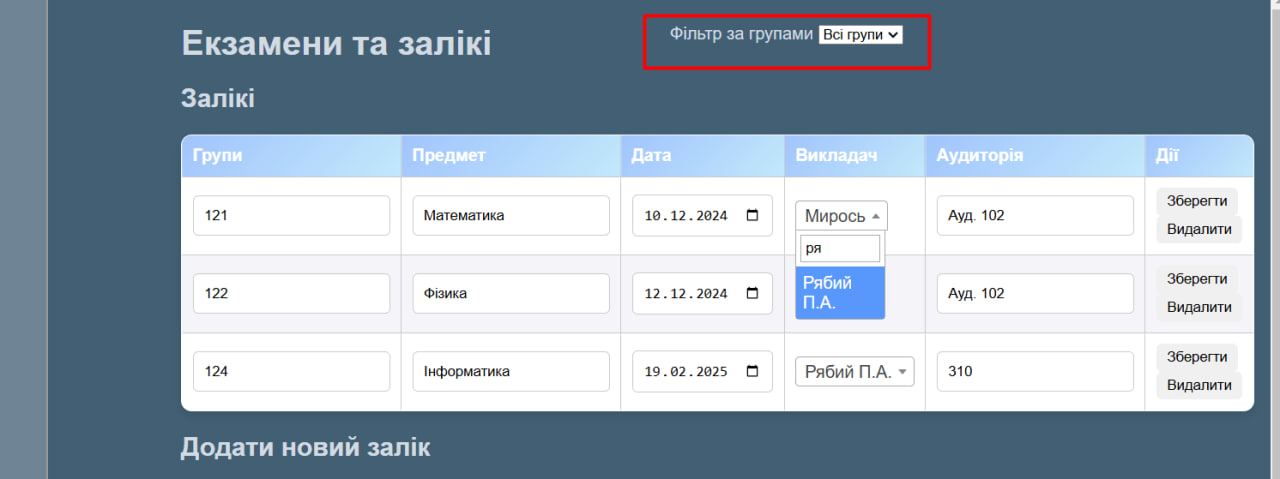 Екзамени та залікі
Фільтр за групами Всі групи
Залікі
Групи Предмет Дата Викладач Аудиторія Дії
121 Математика 10.12.2024 Мирось Ауд. 102 Зберегти
Видалити
ря
Рябий
П.А.
122 Фізика 12.12.2024 Ауд. 102 Зберегти
Видалити
124 Інформатика 19.02.2025 Рябий П.А. 310 Зберегти
Видалити
Додати новий залік